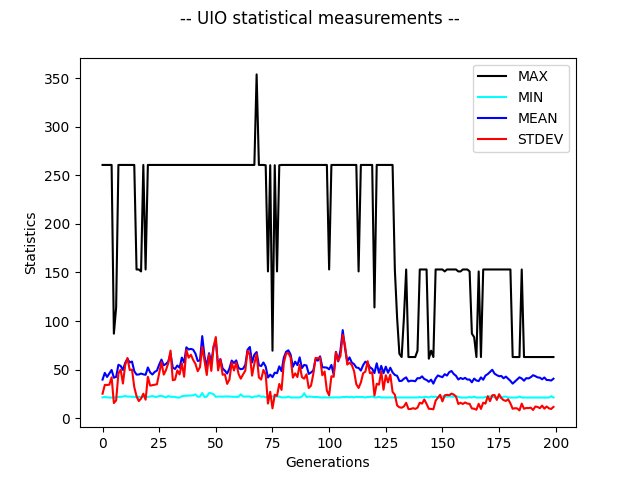 -- UIO statistical measurements --
MAX
MIN
MEAN
STDEV
350
300
250
200
150
100
50
0
Statistics
0 25 50 75 100 125 150 175 200
Generations